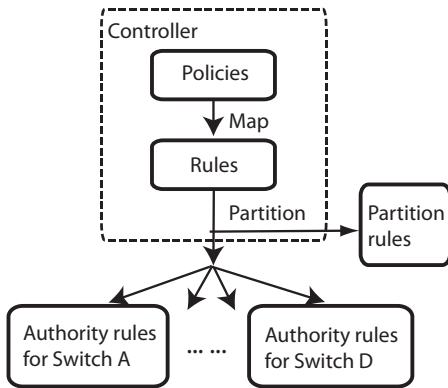 Controller
Policies
Map
Rules
Partition
Partition
rules
Authority rules
for Switch A
... ...
Authority rules
for Switch D